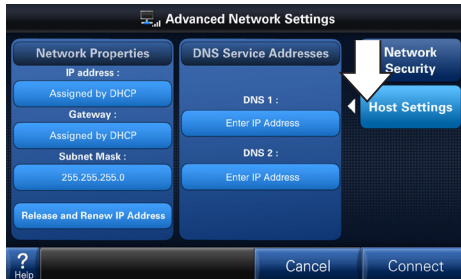 Advanced Network Settings
Network Properties
IP address :
Assigned by DHCP
Gateway :
Assigned by DHCP
Subnet Mask :
255.255.255.0
Release and Renew IP Address
DNS Service Addresses
DNS 1 :
Enter IP Address
DNS 2 :
Enter IP Address
Network
Security
Host Settings
?
Help
Cancel
Connect